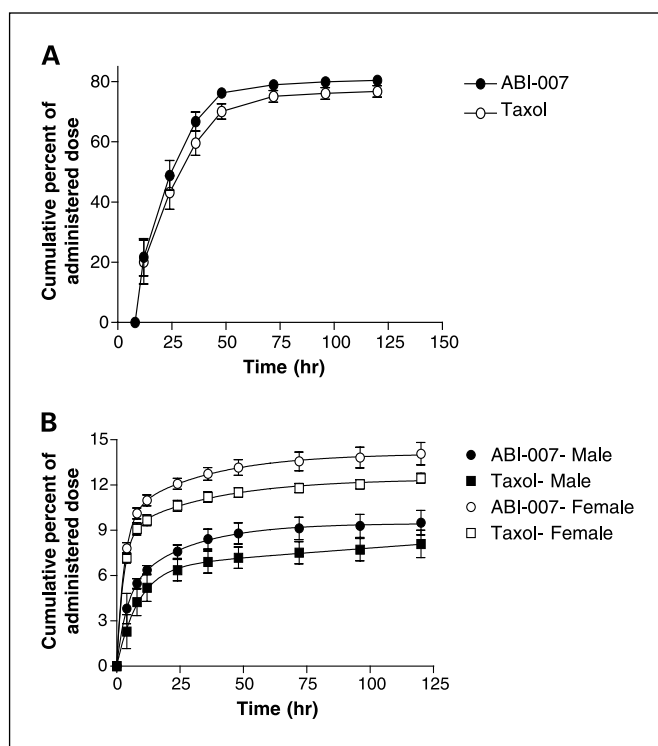 A
Cumulative percent of
administered dose
80
60
40
20
0
0 25 50 75 100 125 150
Time (hr)
ABI-007
Taxol
B
Cumulative percent of
administered dose
15
12
9
6
3
0
0 25 50 75 100 125
Time (hr)
ABI-007- Male
Taxol- Male
ABI-007- Female
Taxol- Female